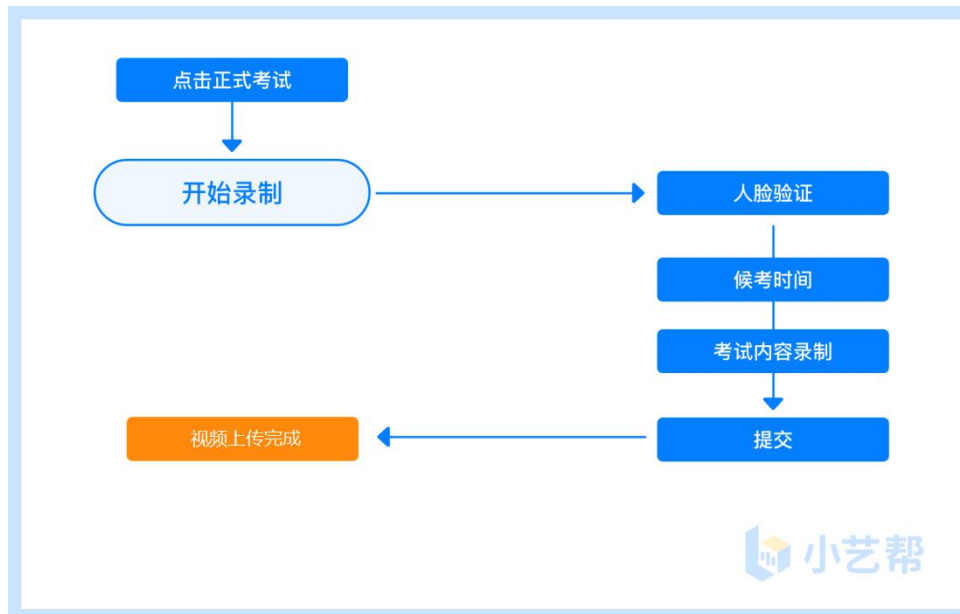 点击正式考试
开始录制
人脸验证
候考时间
考试内容录制
提交
视频上传完成
小艺帮